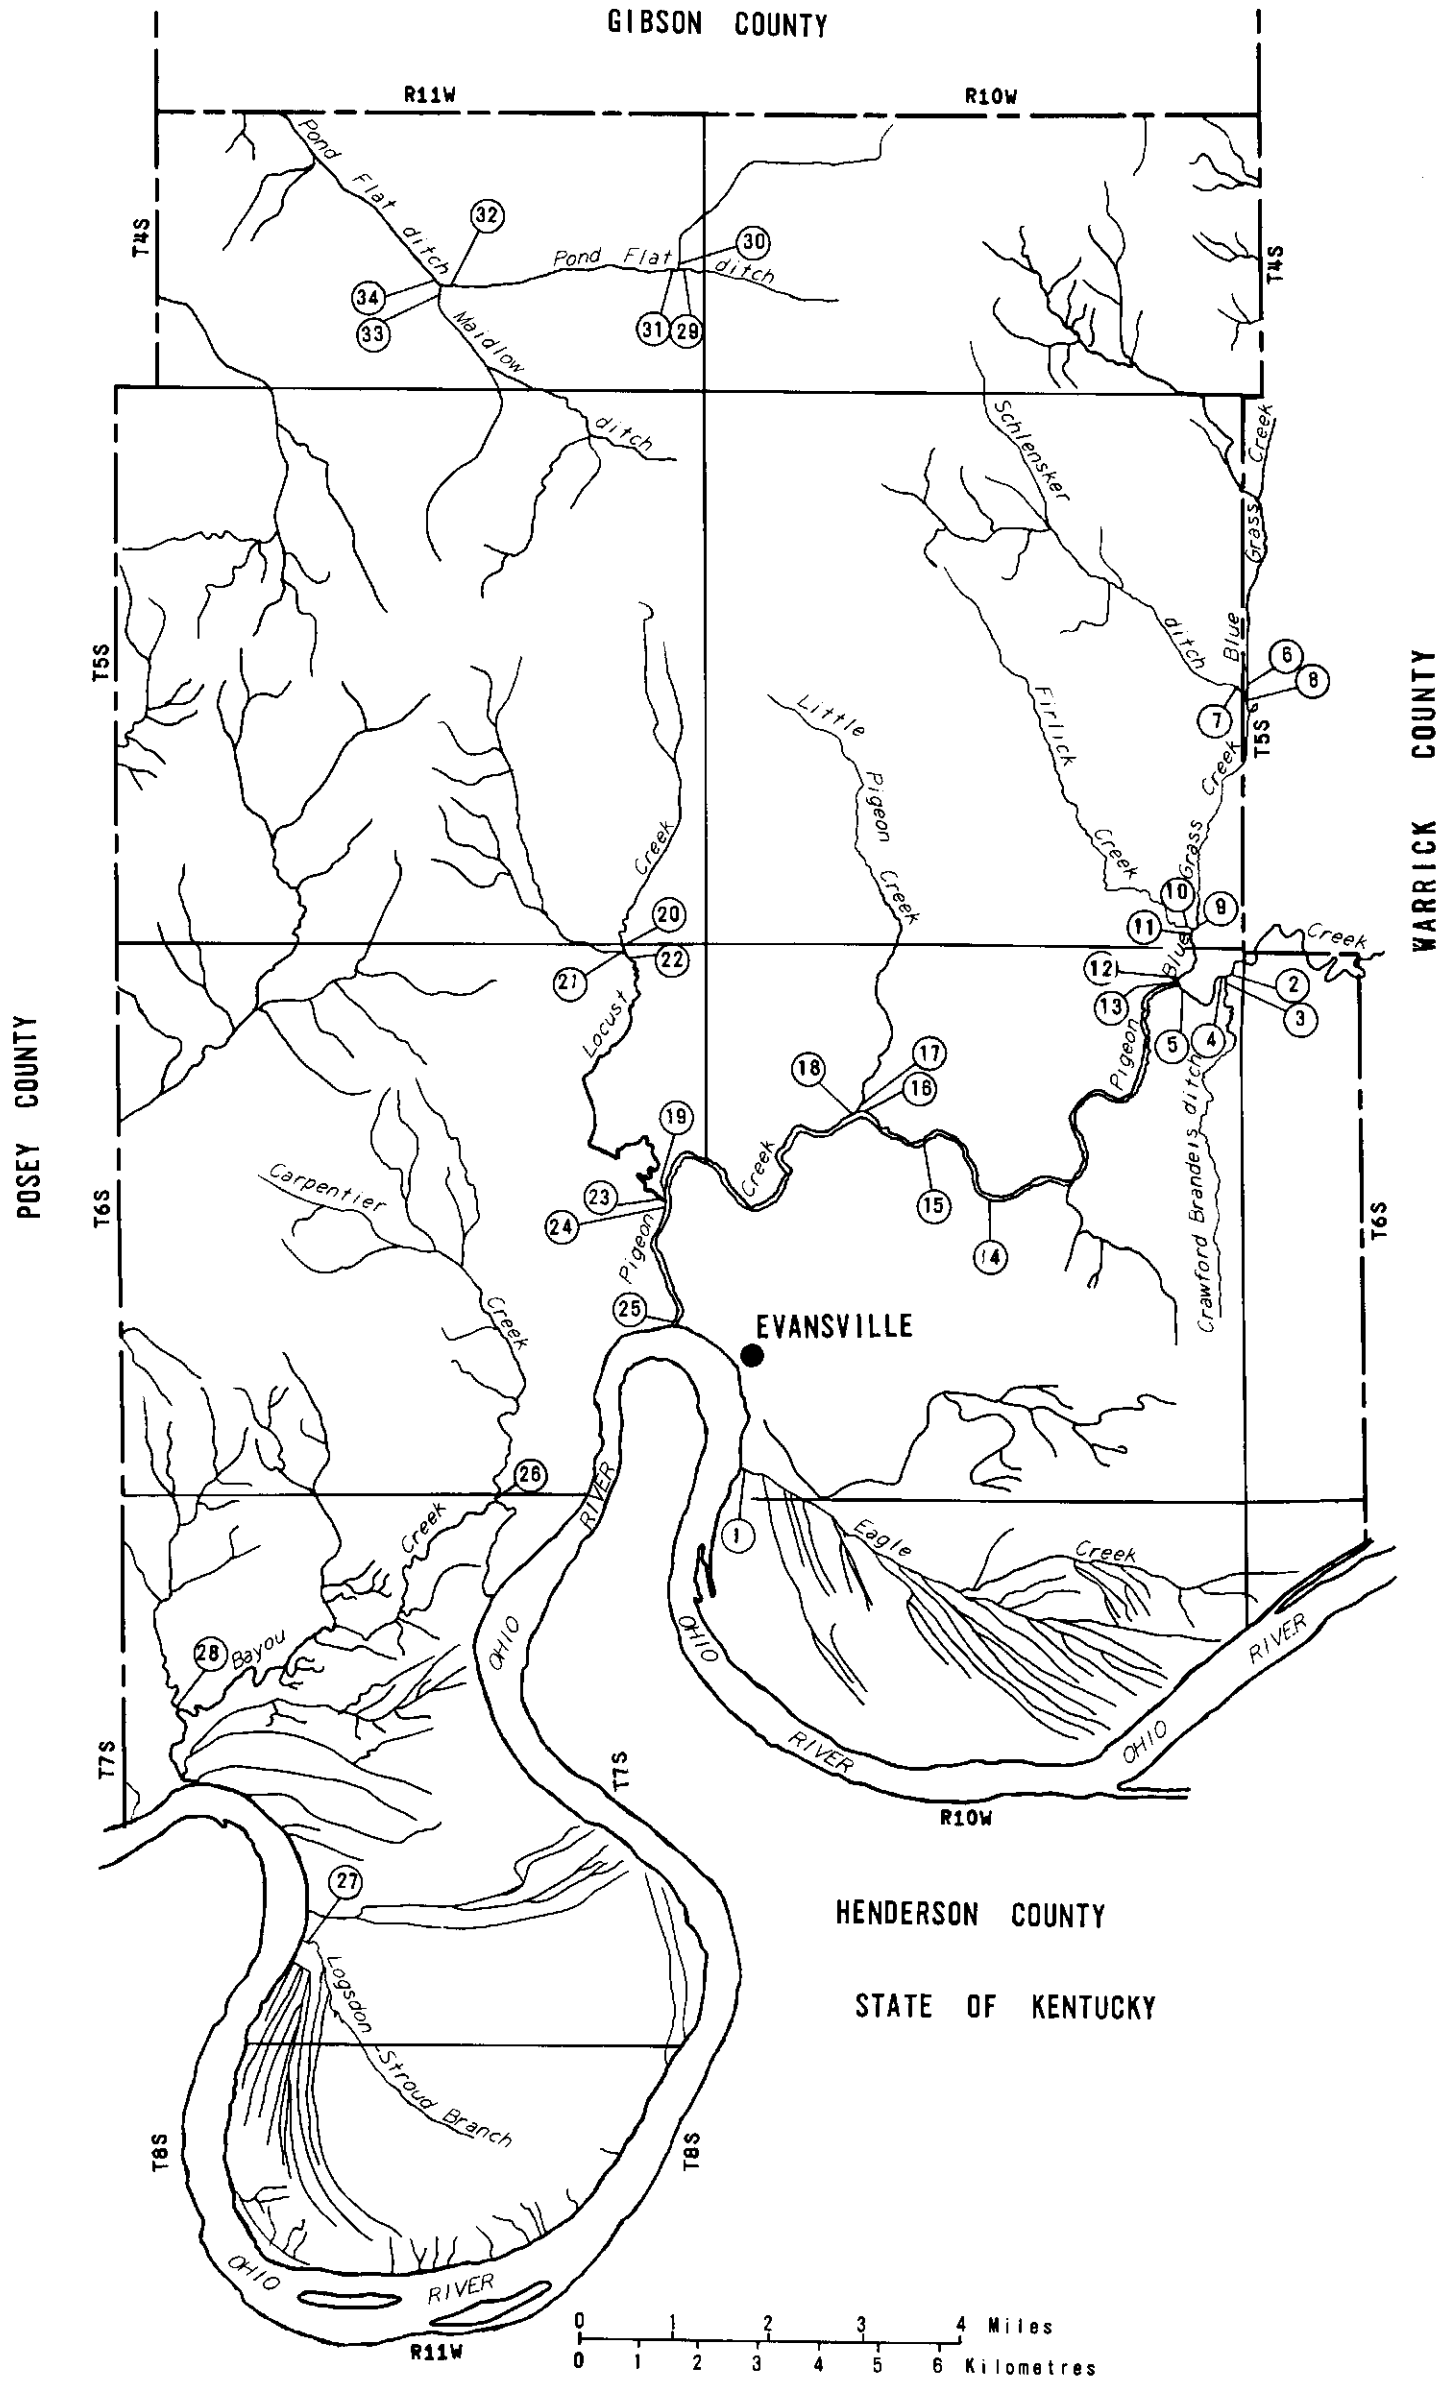 GIBSON COUNTY
R11W
R10W
Pond Flat ditch
T4S
32
30
Pond Flat ditch
T4S
34
33
31
29
Maidlow ditch
Schlensker ditch
Blue Grass Creek
T5S
6
8
7
T5S
Little Pigeon Creek
Firlick Creek
WARRICK COUNTY
Creek
Grass Creek
10
9
20
11
Creek
22
21
Blue
12
2
13
3
Locust
5
4
Pigeon
17
18
16
POSEY COUNTY
19
Creek
Crawford Brandeis ditch
Carpentier Creek
T6S
23
15
T6S
24
Pigeon
14
25
EVANSVILLE
26
RIVER
Creek
1
Eagle Creek
28
Bayou
OHIO
OHIO
RIVER
T7S
T7S
RIVER
OHIO
R10W
27
HENDERSON COUNTY
Logsdon-Stroud Branch
STATE OF KENTUCKY
T8S
T8S
OHIO
RIVER
R11W
0 1 2 3 4 Miles
0 1 2 3 4 5 6 Kilometres